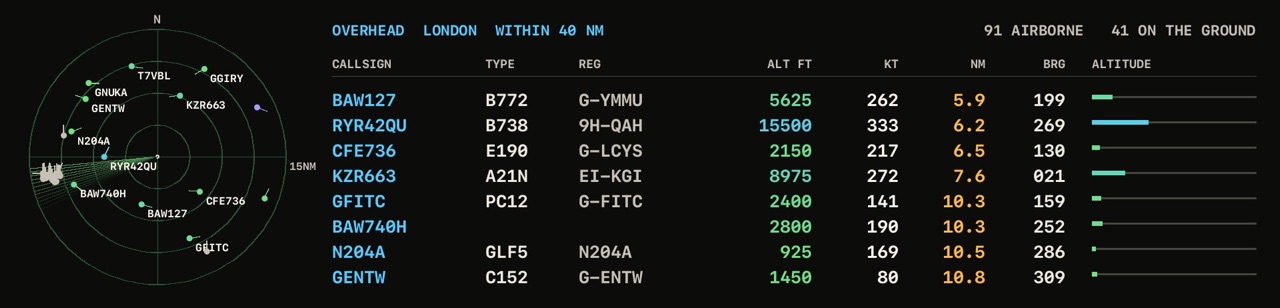 N
T7VBL
GGIRY
GNUKA
GENTW
KZR663
N204A
RYR42QU
15NM
BAW740H
CFE736
BAW127
GFITC
OVERHEAD LONDON WITHIN 40 NM 91 AIRBORNE 41 ON THE GROUND
CALLSIGN TYPE REG ALT FT KT NM BRG ALTITUDE
BAW127 B772 G-YMMU 5625 262 5.9 199
RYR42QU B738 9H-QAH 15500 333 6.2 269
CFE736 E190 G-LCYS 2150 217 6.5 130
KZR663 A21N EI-KGI 8975 272 7.6 021
GFITC PC12 G-FITC 2400 141 10.3 159
BAW740H 2800 190 10.3 252
N204A GLF5 N204A 925 169 10.5 286
GENTW C152 G-ENTW 1450 80 10.8 309